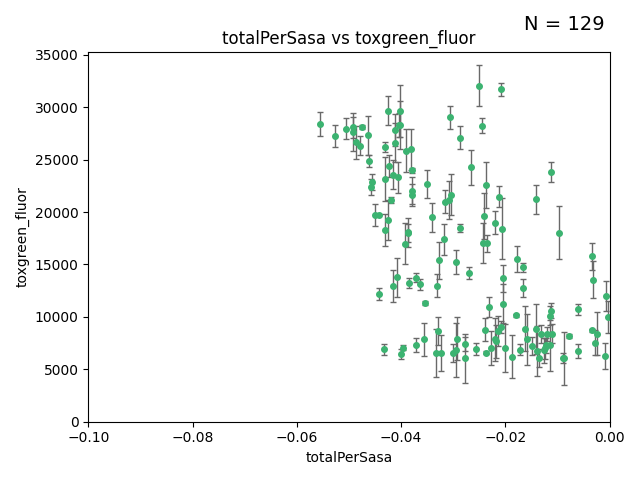 N = 129
totalPerSasa vs toxgreen_fluor
35000
30000
25000
20000
15000
10000
5000
0
toxgreen_fluor
−0.10 −0.08 −0.06 −0.04 −0.02 0.00
totalPerSasa